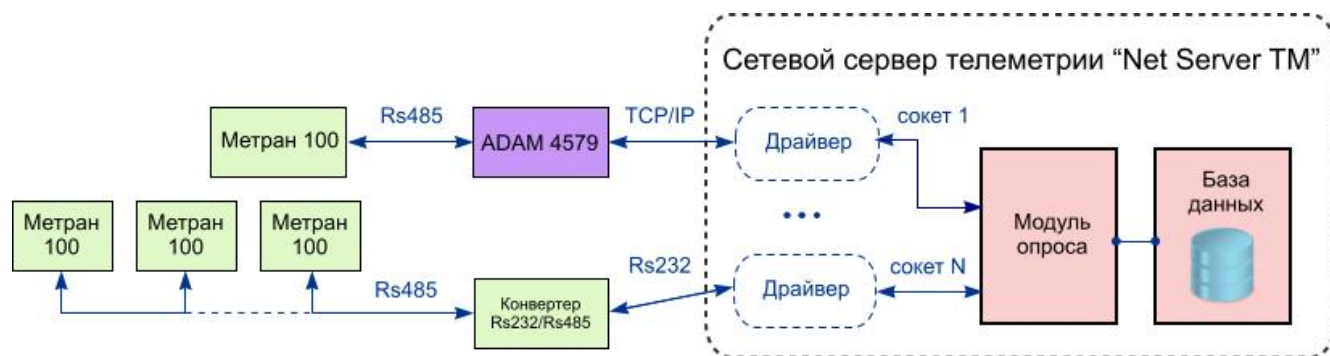 Сетевой сервер телеметрии “Net Server TM”
Метран 100
Rs485
ADAM 4579
TCP/IP
Драйвер
сокет 1
Метран
100
Метран
100
Метран
100
Rs485
Конвертер
Rs232/Rs485
Rs232
Драйвер
сокет N
Модуль
опроса
База
данных